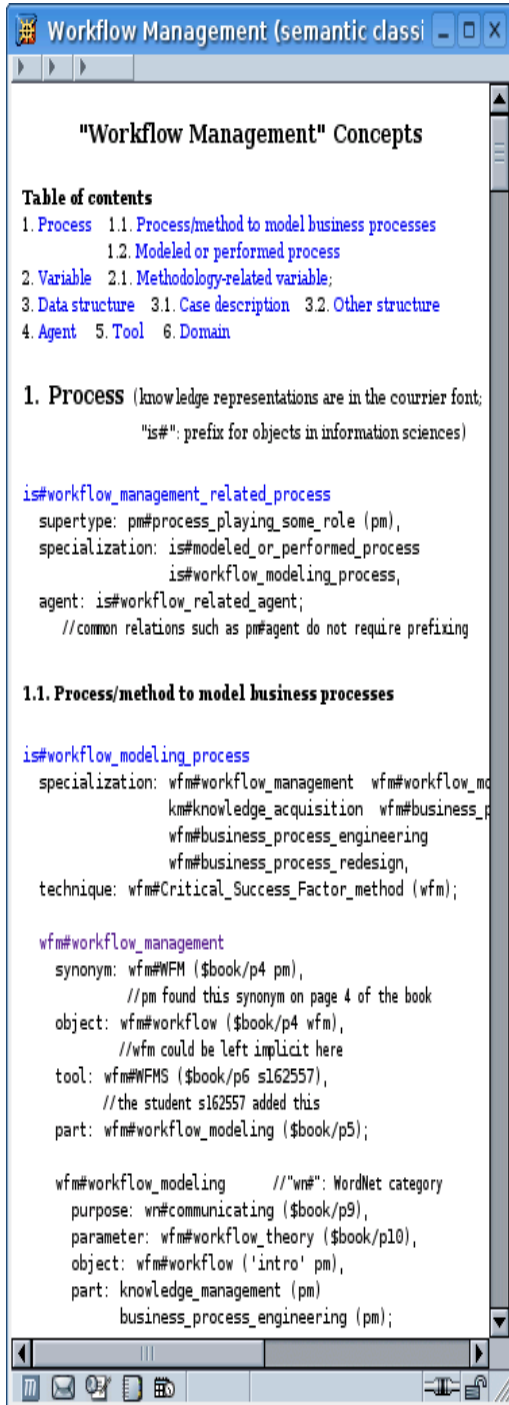 Workflow Management (semantic classi
"Workflow Management" Concepts
Table of contents
1. Process 1.1. Process/method to model business processes
1.2. Modeled or performed process
2. Variable 2.1. Methodology-related variable;
3. Data structure 3.1. Case description 3.2. Other structure
4. Agent 5. Tool 6. Domain
1. Process (knowledge representations are in the courrier font;
"is#": prefix for objects in information sciences)
is#workflow_management_related_process
supertype: pm#process_playing_some_role (pm),
specialization: is#modeled_or_performed_process
is#workflow_modeling_process,
agent: is#workflow_related_agent;
//common relations such as pm#agent do not require prefixing
1.1. Process/method to model business processes
is#workflow_modeling_process
specialization: wfm#workflow_management wfm#workflow_mo
km#knowledge_acquisition wfm#business_p
wfm#business_process_engineering
wfm#business_process_redesign,
technique: wfm#Critical_Success_Factor_method (wfm);
wfm#workflow_management
synonym: wfm#WFM ($book/p4 pm),
//pm found this synonym on page 4 of the book
object: wfm#workflow ($book/p4 wfm),
//wfm could be left implicit here
tool: wfm#WFMS ($book/p6 s162557),
//the student s162557 added this
part: wfm#workflow_modeling ($book/p5);
wfm#workflow_modeling //"wn#": WordNet category
purpose: wn#communicating ($book/p9),
parameter: wfm#workflow_theory ($book/p10),
object: wfm#workflow ('intro' pm),
part: knowledge_management (pm)
business_process_engineering (pm);